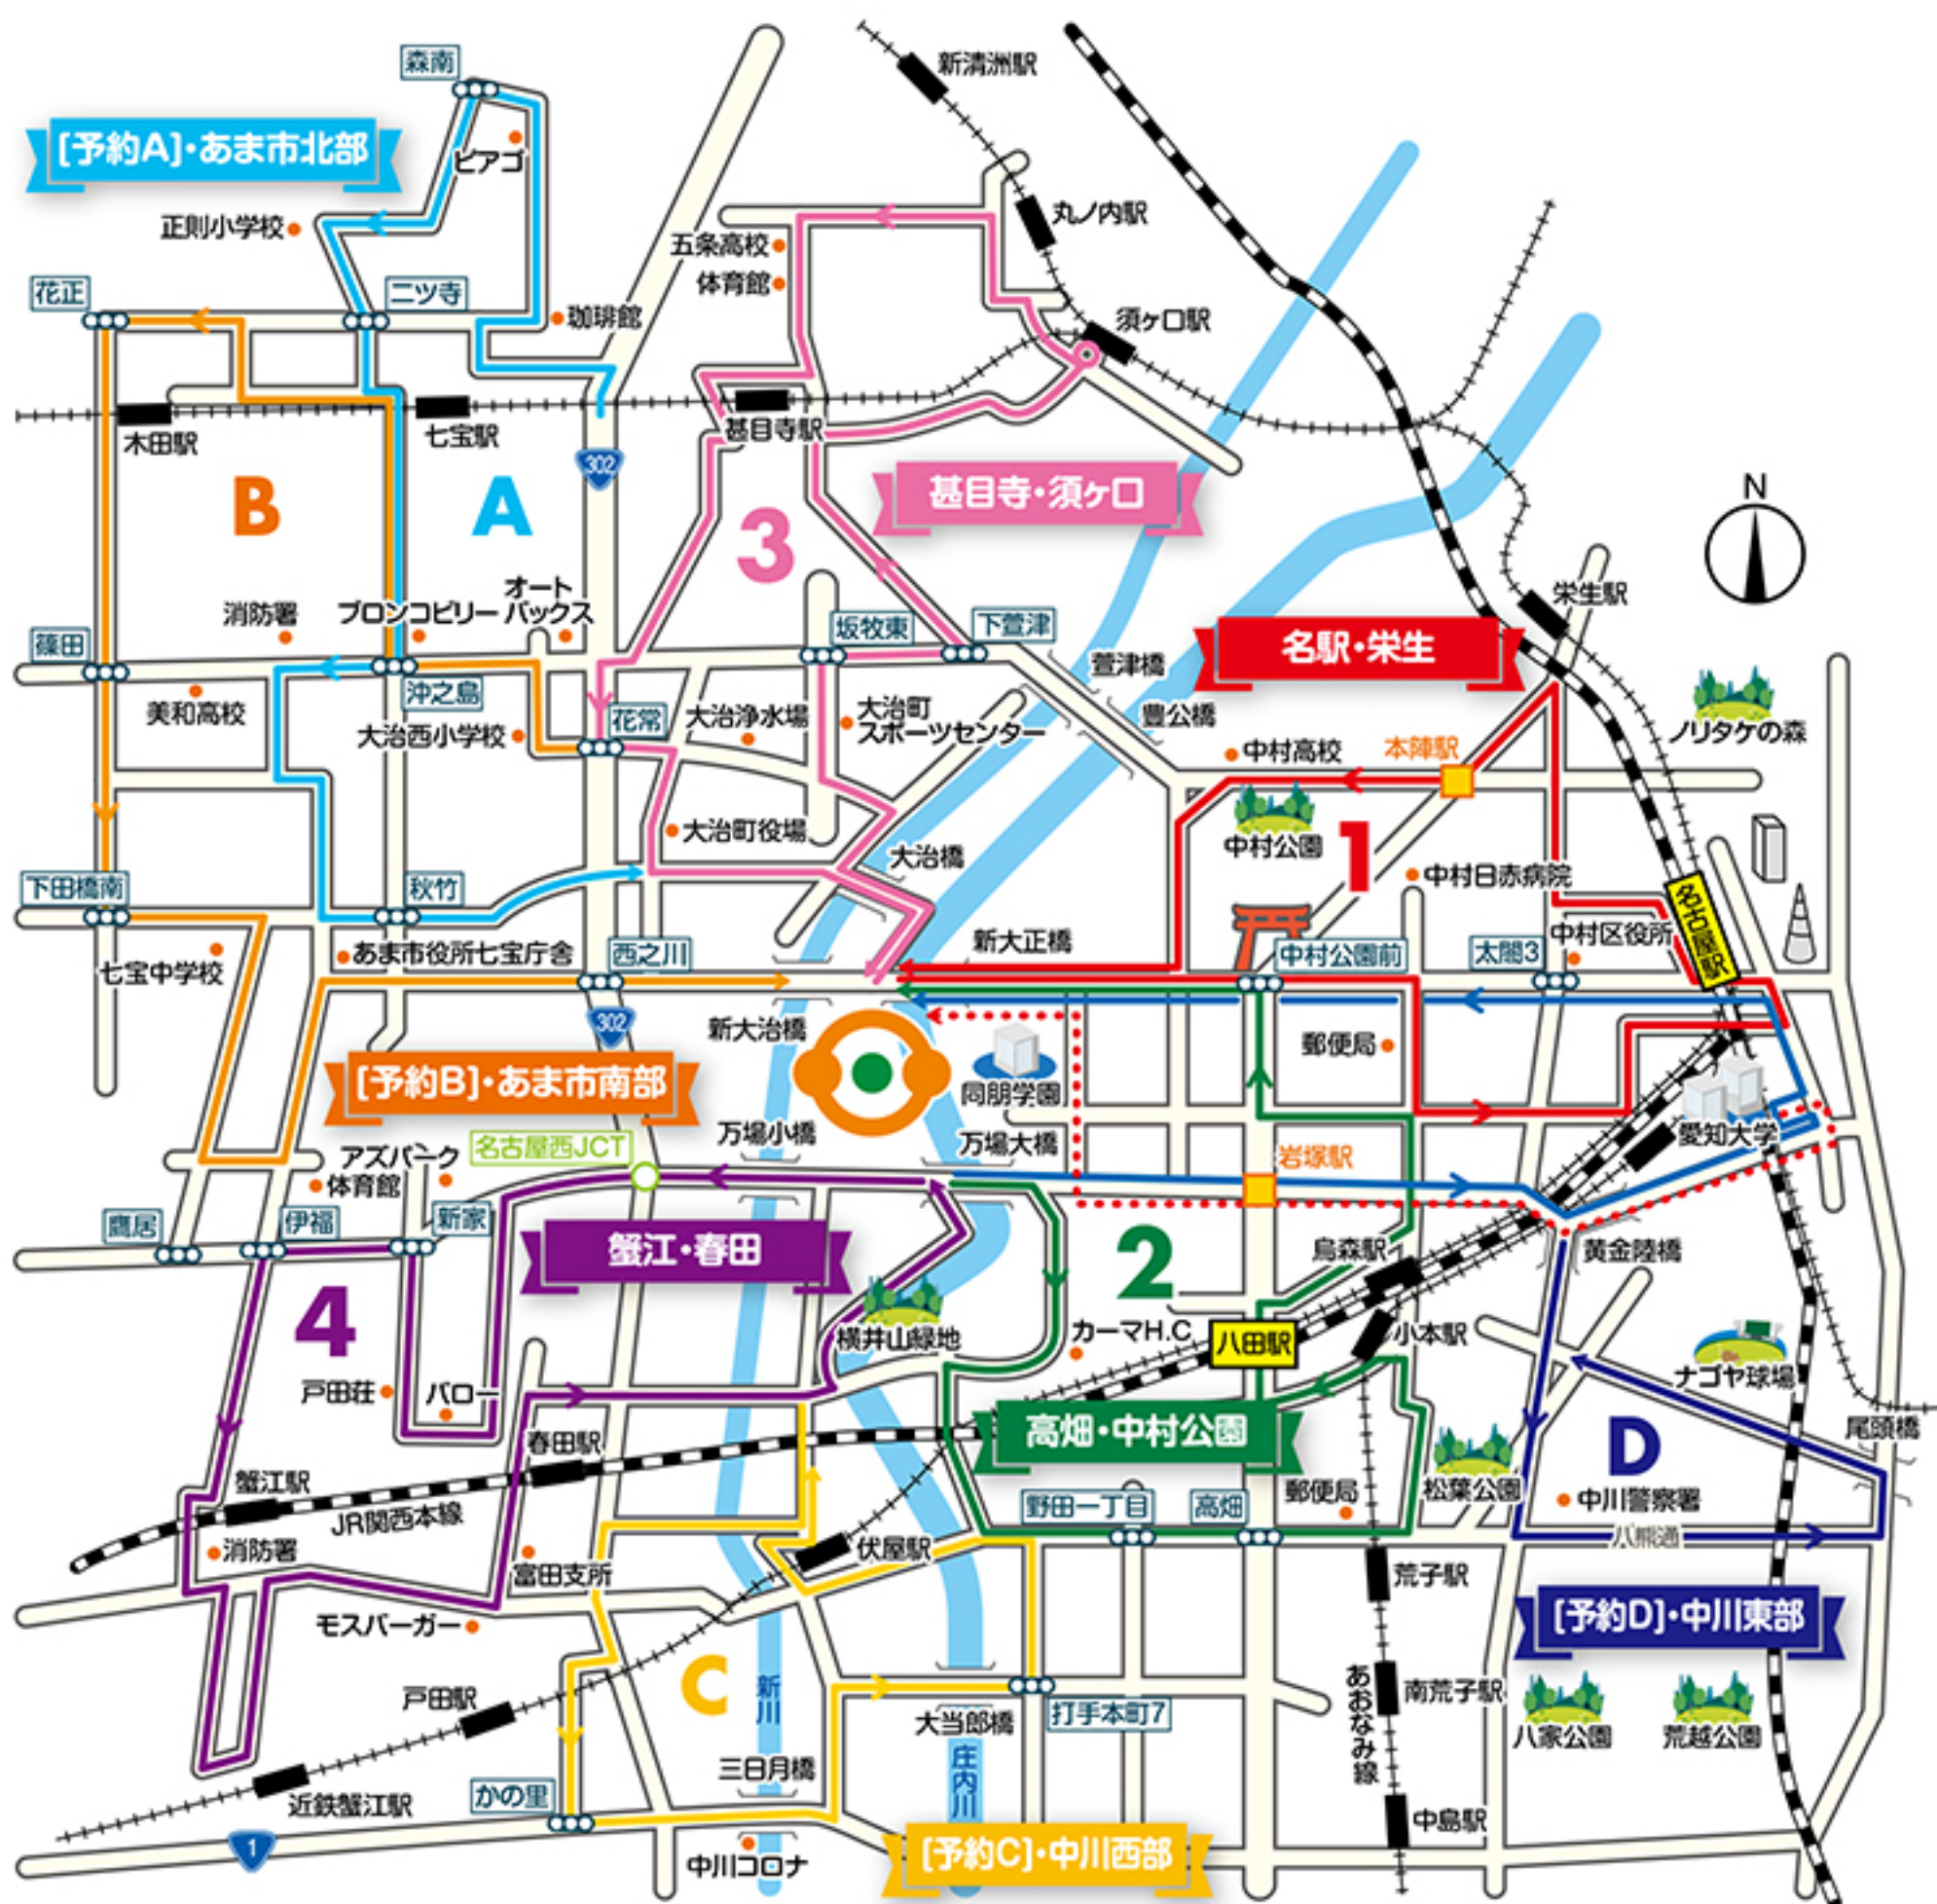 森南
新清洲駅
[予約A]・あま市北部
ピアゴ
正則小学校
丸ノ内駅
五条高校
体育館
花正
二ツ寺
珈琲館
須ヶ口駅
木田駅
七宝駅
甚目寺駅
302
甚目寺・須ヶ口
N
B
A
3
消防署
ブロンコビリー
オート
バックス
坂牧東
下萱津
栄生駅
篠田
萱津橋
名駅・栄生
美和高校
沖之島
大治西小学校
花常
大治浄水場
大治町
スポーツセンター
豊公橋
中村高校
本陣駅
ノリタケの森
大治町役場
大治橋
中村公園
1
中村日赤病院
下田橋南
秋竹
名古屋駅
七宝中学校
あま市役所七宝庁舎
西之川
新大正橋
中村公園前
太閤3
中村区役所
302
新大治橋
郵便局
[予約B]・あま市南部
同朋学園
名古屋西JCT
万場小橋
万場大橋
愛知大学
アズパーク
体育館
岩塚駅
鷹居
伊福
新家
蟹江・春田
2
烏森駅
黄金陸橋
4
横井山緑地
カーマH.C
八田駅
小本駅
ナゴヤ球場
戸田荘
バロー
高畑・中村公園
尾頭橋
春田駅
D
蟹江駅
JR関西本線
野田一丁目
高畑
郵便局
松葉公園
中川警察署
八熊通
消防署
富田支所
伏屋駅
荒子駅
モスバーガー
[予約D]・中川東部
C
新川
戸田駅
大当郎橋
打手本町7
あおなみ線
南荒子駅
八家公園
荒越公園
三日月橋
庄内川
近鉄蟹江駅
かの里
中島駅
1
中川コロナ
[予約C]・中川西部